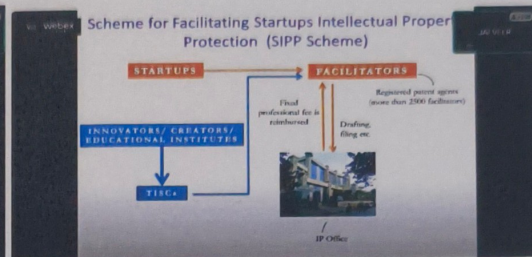 Webex
Scheme for Facilitating Startups Intellectual Proper
Protection (SIPP Scheme)
STARTUPS
FACILITATORS
Registered patent agents
(more than 2500 facilitators)
professional fee is
reimbursed
Drafting,
filing etc
INNOVATORS/ CREATORS/
EDUCATIONAL INSTITUTES
TISCs
IP Office